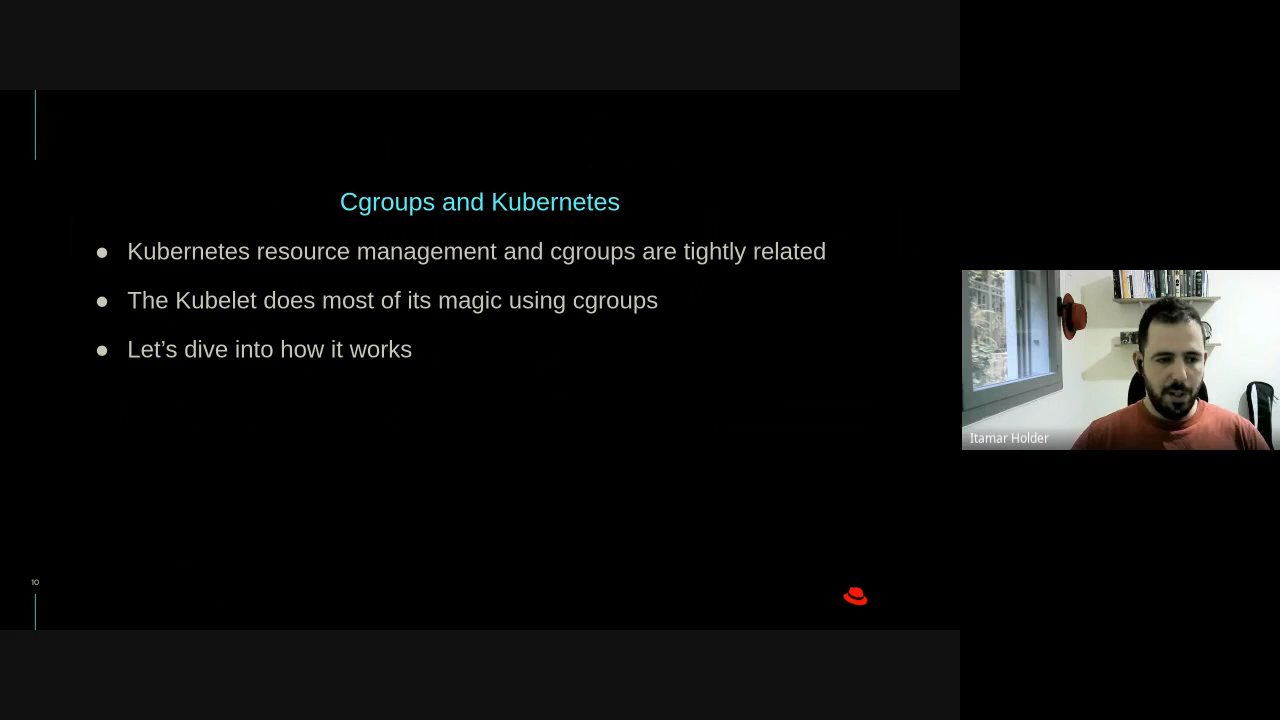 Cgroups and Kubernetes
● Kubernetes resource management and cgroups are tightly related
● The Kubelet does most of its magic using cgroups
● Let’s dive into how it works
Itamar Holder
10